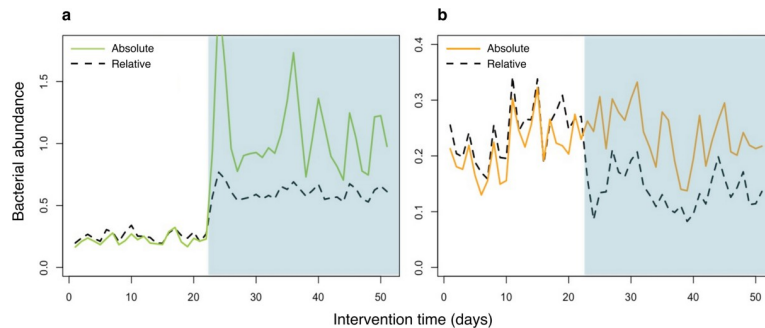 a
b
Absolute
Relative
Absolute
Relative
Bacterial abundance
0.0
0.5
1.0
1.5
0.0
0.1
0.2
0.3
0.4
0 10 20 30 40 50
0 10 20 30 40 50
Intervention time (days)